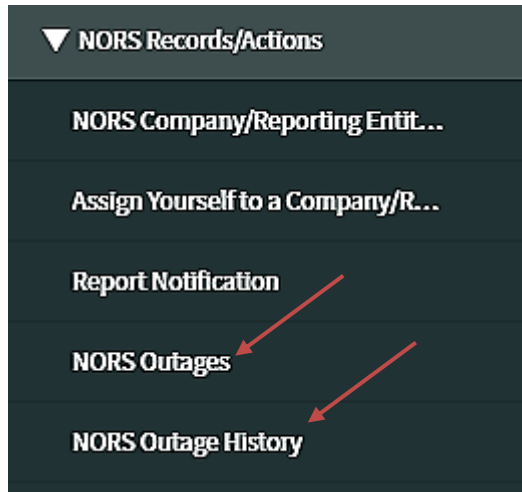 ▼ NORS Records/Actions
NORS Company/Reporting Entit...
Assign Yourself to a Company/R...
Report Notification
NORS Outages
NORS Outage History